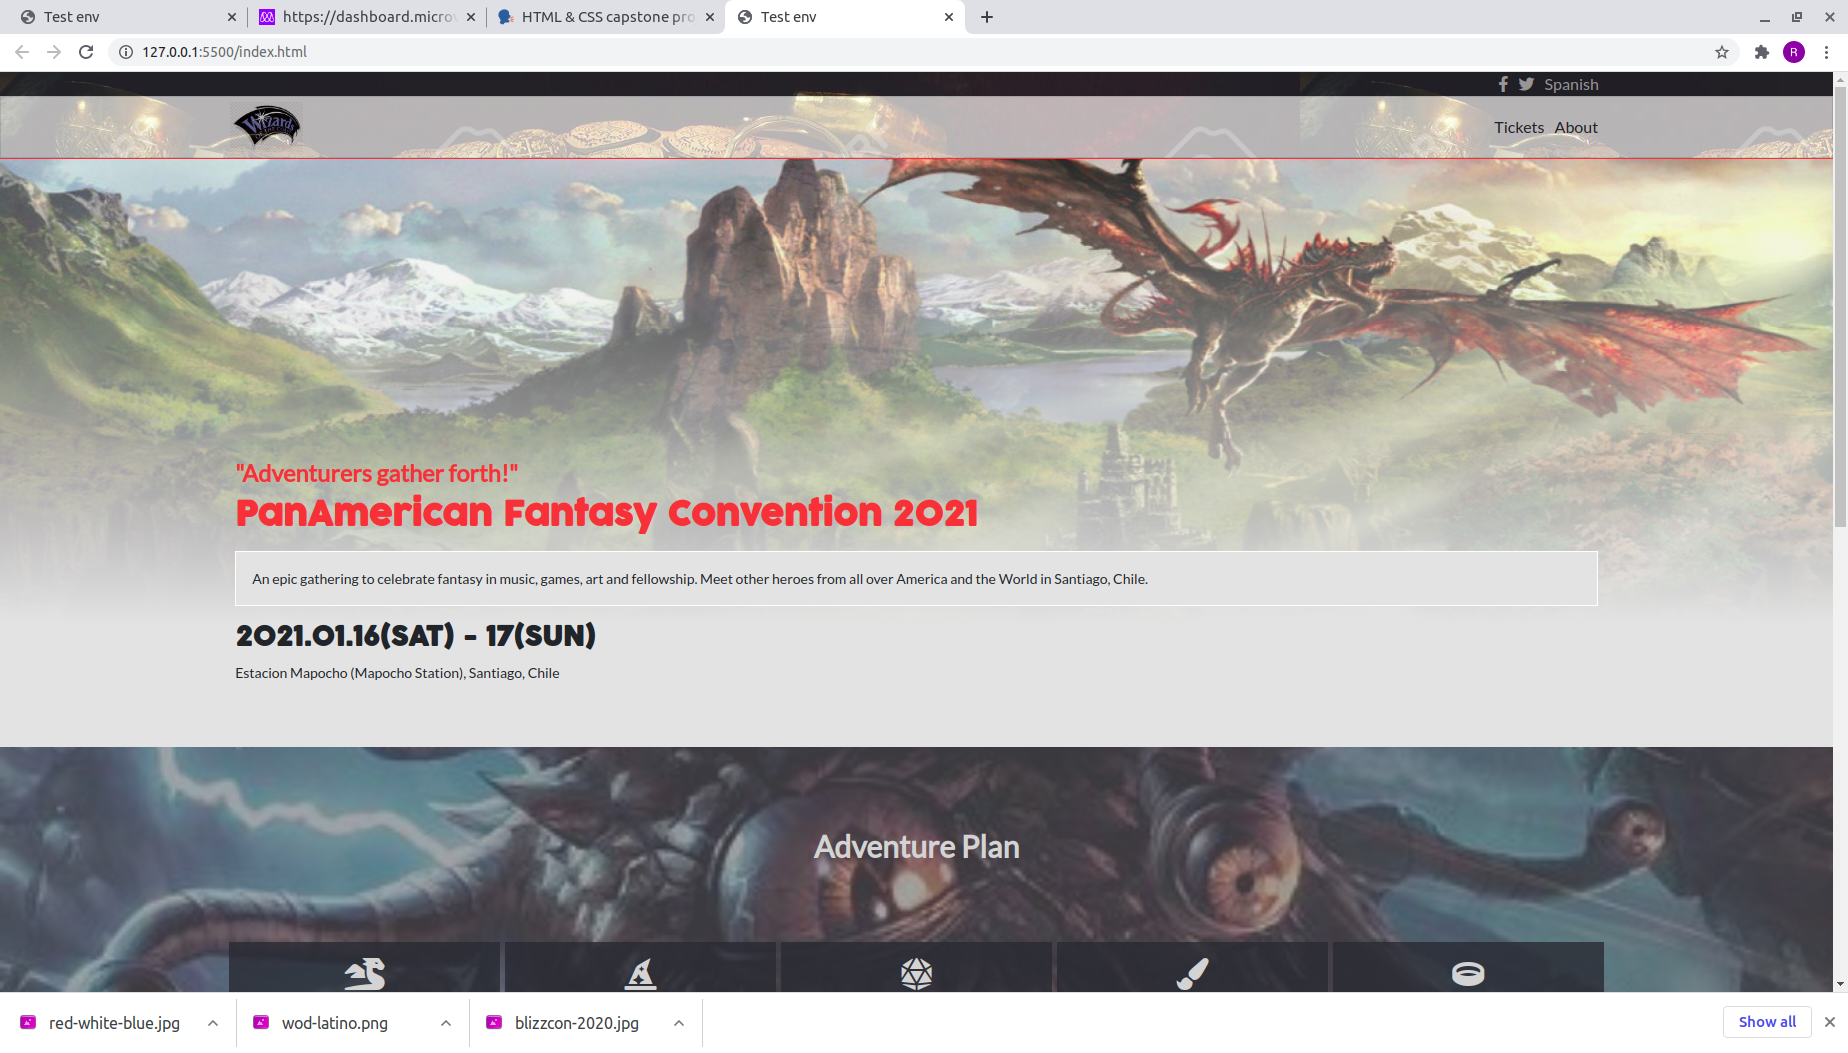 Test env
https://dashboard.microv
HTML & CSS capstone pro
Test env
127.0.0.1:5500/index.html
R
Spanish
Wizards
Tickets About
"Adventurers gather forth!"
PanAmerican Fantasy Convention 2021
An epic gathering to celebrate fantasy in music, games, art and fellowship. Meet other heroes from all over America and the World in Santiago, Chile.
2021.01.16(SAT) - 17(SUN)
Estacion Mapocho (Mapocho Station), Santiago, Chile
Adventure Plan
red-white-blue.jpg
wod-latino.png
blizzcon-2020.jpg
Show all